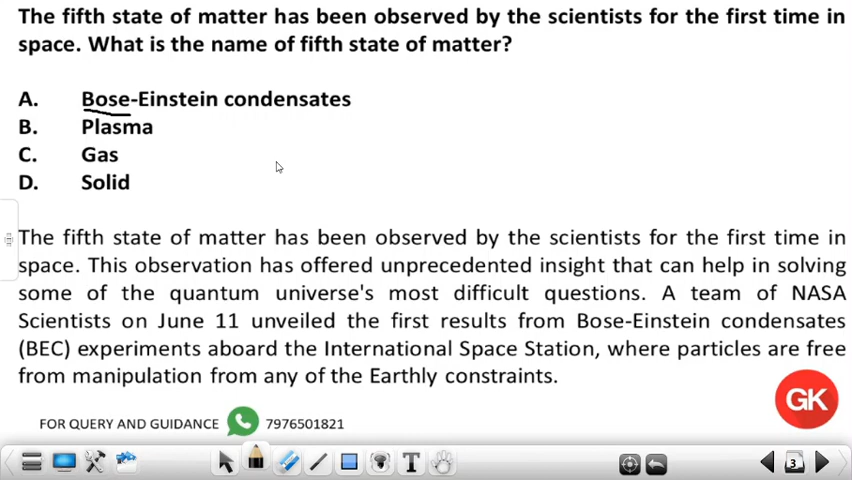 The fifth state of matter has been observed by the scientists for the first time in
space. What is the name of fifth state of matter?
A. Bose-Einstein condensates
B. Plasma
C. Gas
D. Solid
The fifth state of matter has been observed by the scientists for the first time in
space. This observation has offered unprecedented insight that can help in solving
some of the quantum universe's most difficult questions. A team of NASA
Scientists on June 11 unveiled the first results from Bose-Einstein condensates
(BEC) experiments aboard the International Space Station, where particles are free
from manipulation from any of the Earthly constraints.
GK
FOR QUERY AND GUIDANCE 7976501821
T
3